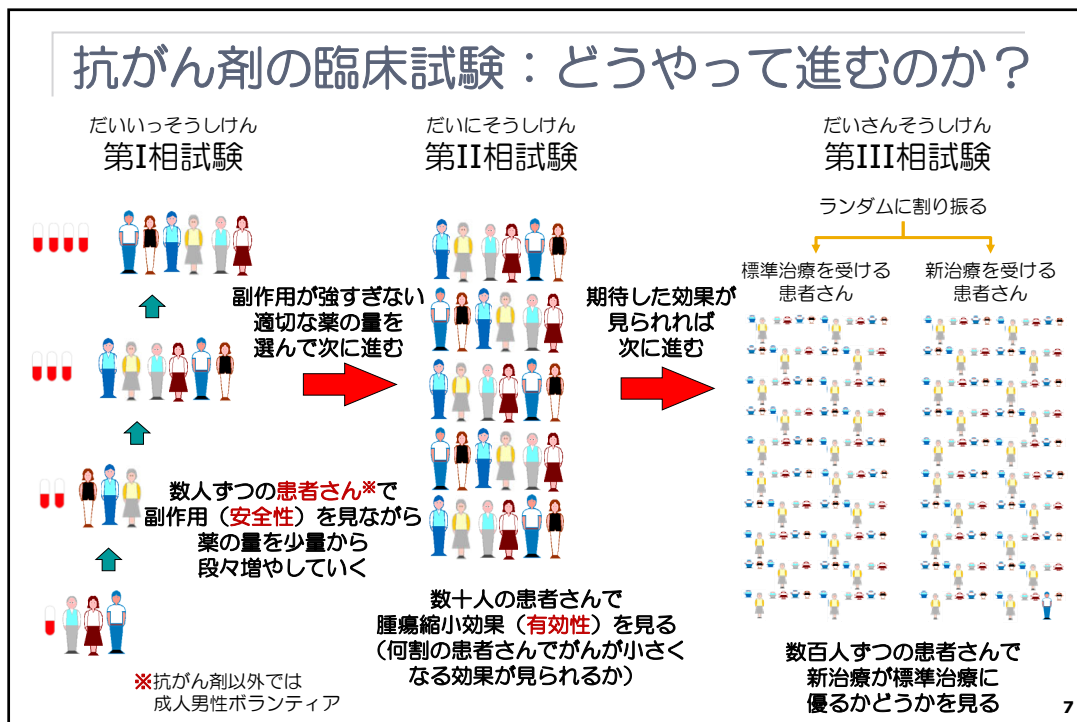 抗がん剤の臨床試験：どうやって進むのか？
だいいっそうしけん
第I相試験
副作用が強すぎない
適切な薬の量を
選んで次に進む
数人ずつの患者さん※で
副作用（安全性）を見ながら
薬の量を少量から
段々増やしていく
※抗がん剤以外では
成人男性ボランティア
だいにそうしけん
第II相試験
期待した効果が
見られれば
次に進む
数十人の患者さんで
腫瘍縮小効果（有効性）を見る
（何割の患者さんでがんが小さく
なる効果が見られるか）
だいさんそうしけん
第III相試験
ランダムに割り振る
標準治療を受ける
患者さん
新治療を受ける
患者さん
数百人ずつの患者さんで
新治療が標準治療に
優るかどうかを見る
7